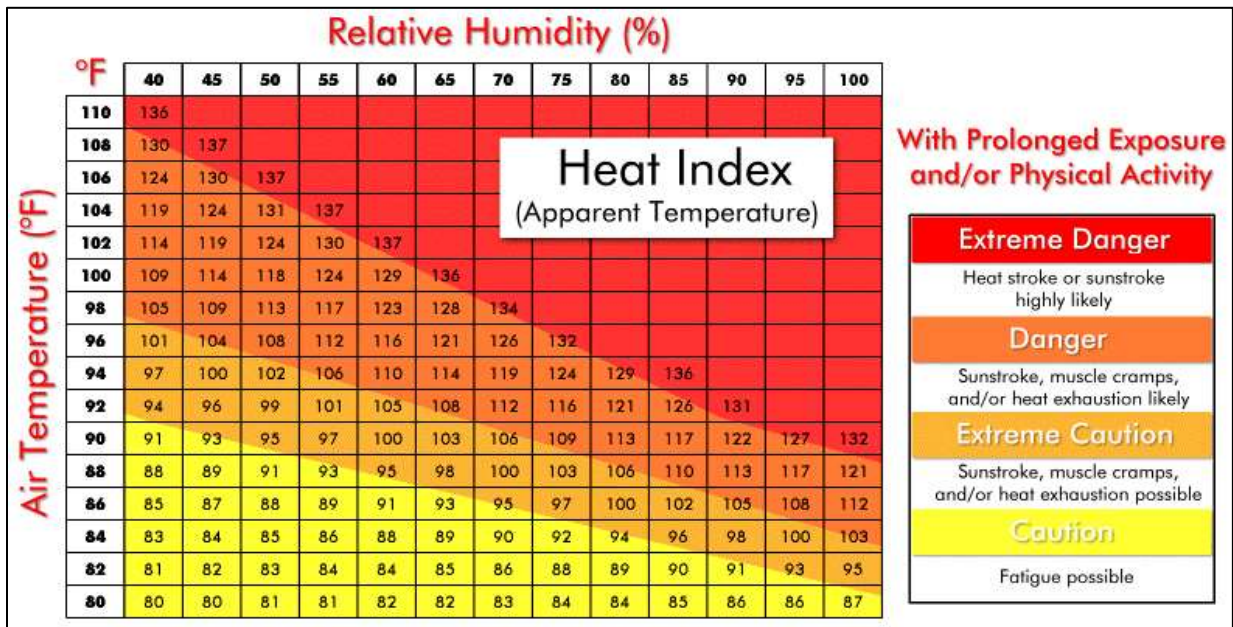 Relative Humidity (%)
°F 40 45 50 55 60 65 70 75 80 85 90 95 100
110 136
108 130 137
106 124 130 137
104 119 124 131 137
102 114 119 124 130 137
100 109 114 118 124 129 136
98 105 109 113 117 123 128 134
96 101 104 108 112 116 121 126 132
94 97 100 102 106 110 114 119 124 129 136
92 94 96 99 101 105 108 112 116 121 126 131
90 91 93 95 97 100 103 106 109 113 117 122 127 132
88 88 89 91 93 95 98 100 103 106 110 113 117 121
86 85 87 88 89 91 93 95 97 100 102 105 108 112
84 83 84 85 86 88 89 90 92 94 96 98 100 103
82 81 82 83 84 84 85 86 88 89 90 91 93 95
80 80 80 81 81 82 82 83 84 84 85 86 86 87
Air Temperature (°F)
Heat Index
(Apparent Temperature)
With Prolonged Exposure
and/or Physical Activity
Extreme Danger
Heat stroke or sunstroke
highly likely
Danger
Sunstroke, muscle cramps,
and/or heat exhaustion likely
Extreme Caution
Sunstroke, muscle cramps,
and/or heat exhaustion possible
Caution
Fatigue possible